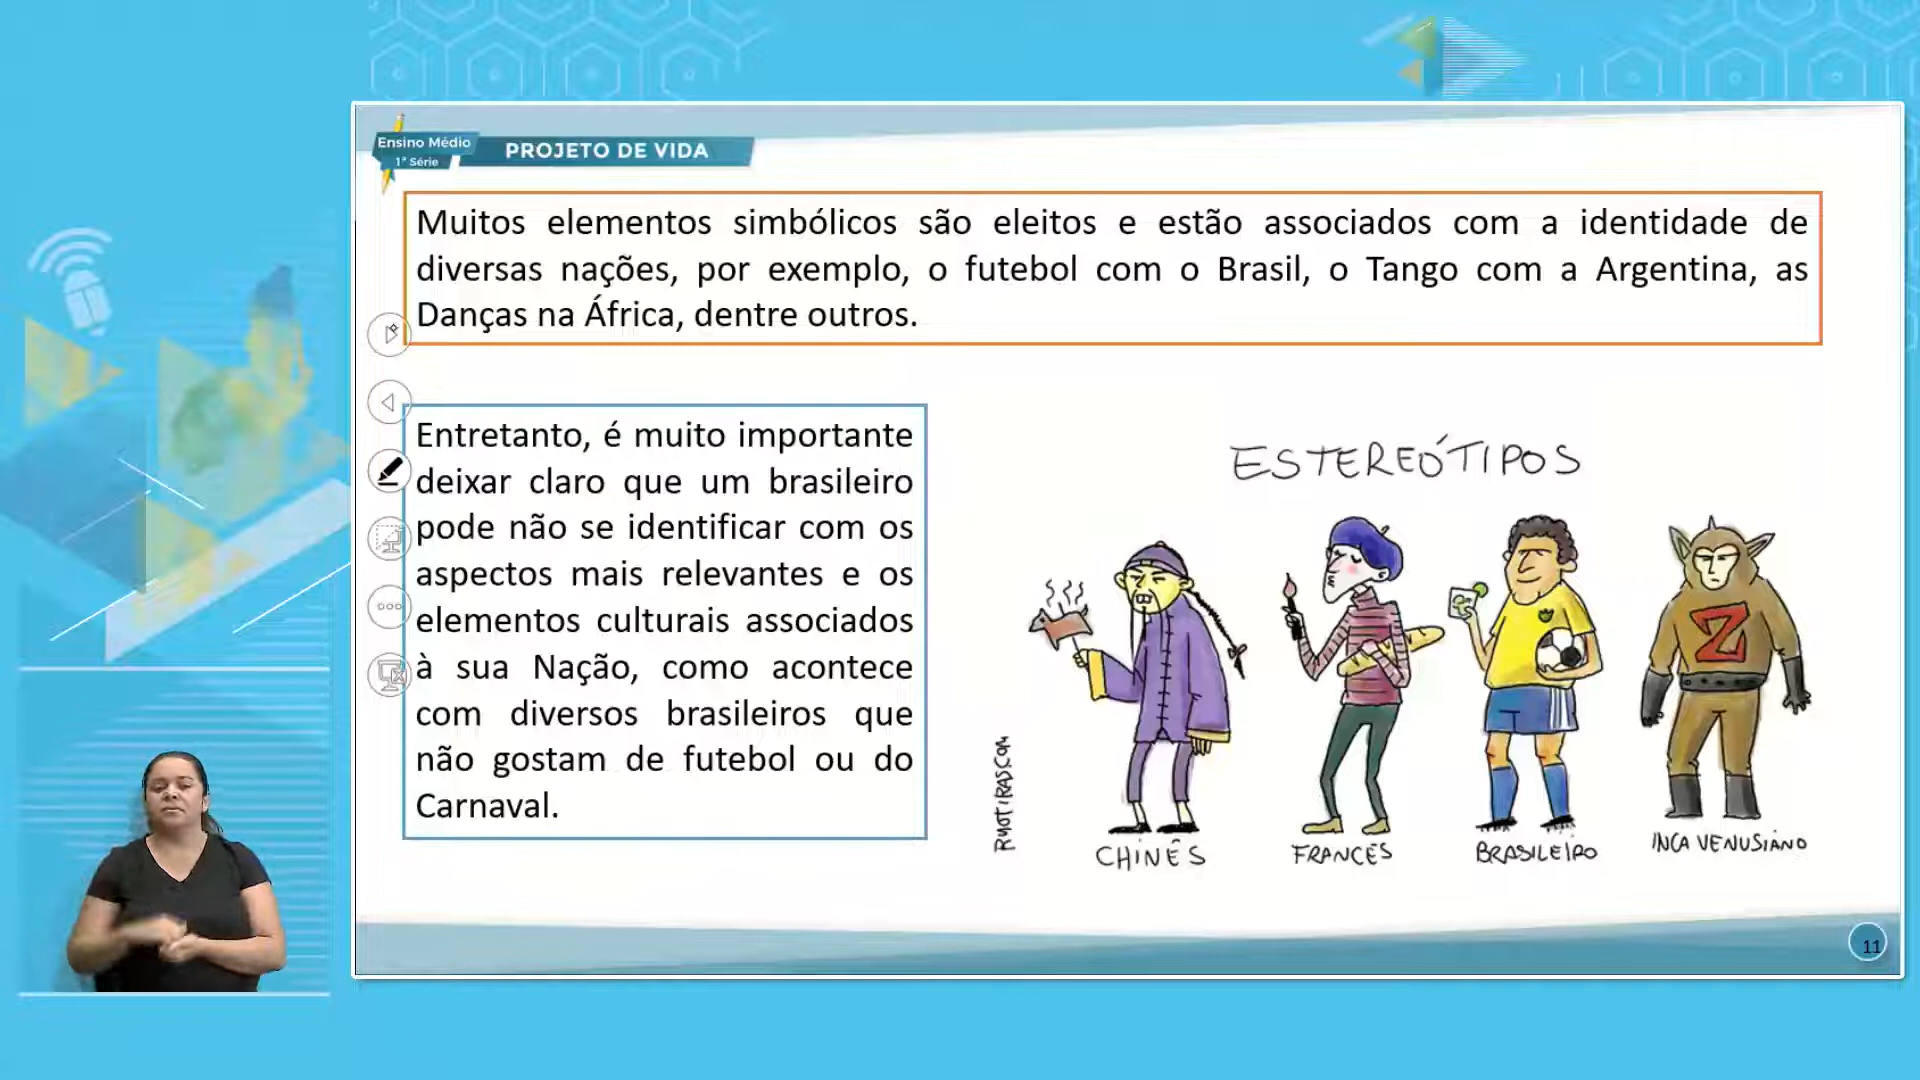 Ensino Médio
1ª Série
PROJETO DE VIDA
Muitos elementos simbólicos são eleitos e estão associados com a identidade de
diversas nações, por exemplo, o futebol com o Brasil, o Tango com a Argentina, as
Danças na África, dentre outros.
Entretanto, é muito importante
deixar claro que um brasileiro
pode não se identificar com os
aspectos mais relevantes e os
elementos culturais associados
à sua Nação, como acontece
com diversos brasileiros que
não gostam de futebol ou do
Carnaval.
ESTEREÓTIPOS
Z
RYOTIRAS.COM
CHINÊS
FRANCÊS
BRASILEIRO
INCA VENUSIANO
11